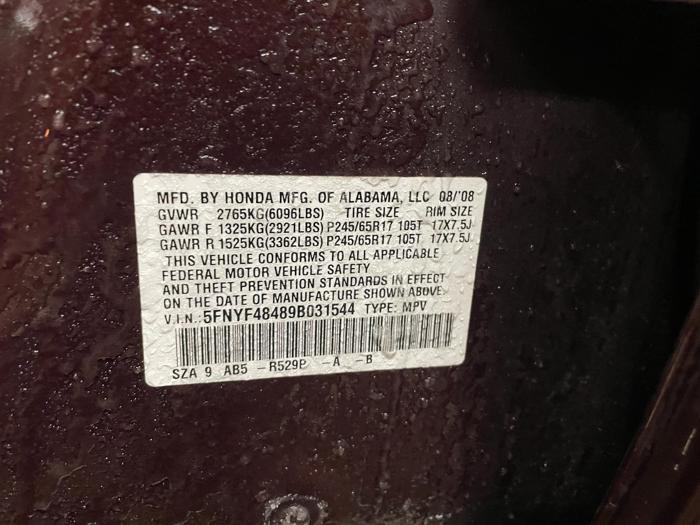 MFD. BY HONDA MFG. OF ALABAMA, LLC 08/'08
GVWR 2765KG(6096LBS) TIRE SIZE RIM SIZE
GAWR F 1325KG(2921LBS) P245/65R17 105T 17X7.5J
GAWR R 1525KG(3362LBS) P245/65R17 105T 17X7.5J
THIS VEHICLE CONFORMS TO ALL APPLICABLE
FEDERAL MOTOR VEHICLE SAFETY
AND THEFT PREVENTION STANDARDS IN EFFECT
ON THE DATE OF MANUFACTURE SHOWN ABOVE.
V.I.N.: 5FNYF48489B031544 TYPE: MPV
SZA 9 AB5 -R529P -A -B